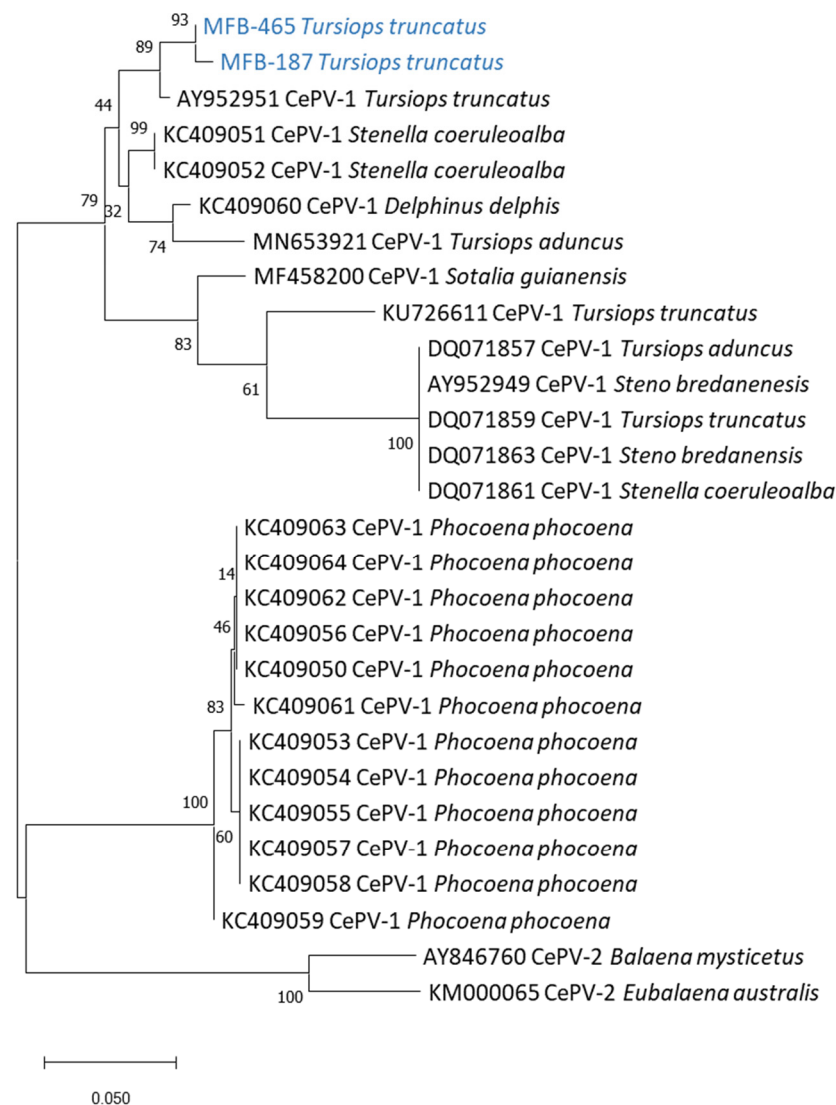 93
MFB-465 Tursiops truncatus
89
MFB-187 Tursiops truncatus
44
AY952951 CePV-1 Tursiops truncatus
99
KC409051 CePV-1 Stenella coeruleoalba
KC409052 CePV-1 Stenella coeruleoalba
79
32
KC409060 CePV-1 Delphinus delphis
74
MN653921 CePV-1 Tursiops aduncus
MF458200 CePV-1 Sotalia guianensis
KU726611 CePV-1 Tursiops truncatus
83
DQ071857 CePV-1 Tursiops aduncus
61
AY952949 CePV-1 Steno bredanenesis
DQ071859 CePV-1 Tursiops truncatus
100
DQ071863 CePV-1 Steno bredanensis
DQ071861 CePV-1 Stenella coeruleoalba
KC409063 CePV-1 Phocoena phocoena
KC409064 CePV-1 Phocoena phocoena
14
KC409062 CePV-1 Phocoena phocoena
46
KC409056 CePV-1 Phocoena phocoena
KC409050 CePV-1 Phocoena phocoena
83
KC409061 CePV-1 Phocoena phocoena
KC409053 CePV-1 Phocoena phocoena
KC409054 CePV-1 Phocoena phocoena
100
KC409055 CePV-1 Phocoena phocoena
60
KC409057 CePV-1 Phocoena phocoena
KC409058 CePV-1 Phocoena phocoena
KC409059 CePV-1 Phocoena phocoena
AY846760 CePV-2 Balaena mysticetus
100
KM000065 CePV-2 Eubalaena australis
0.050